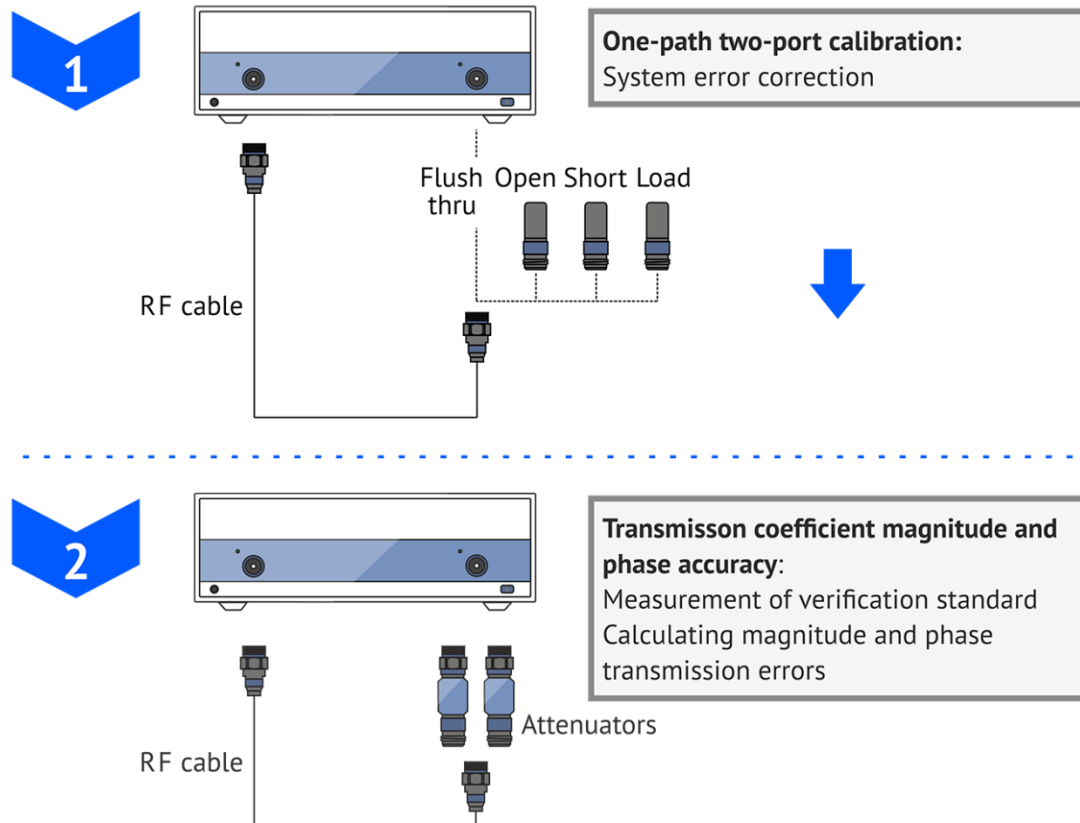 1
One-path two-port calibration:
System error correction
Flush Open Short Load
thru
RF cable
2
Transmisson coefficient magnitude and
phase accuracy:
Measurement of verification standard
Calculating magnitude and phase
transmission errors
Attenuators
RF cable